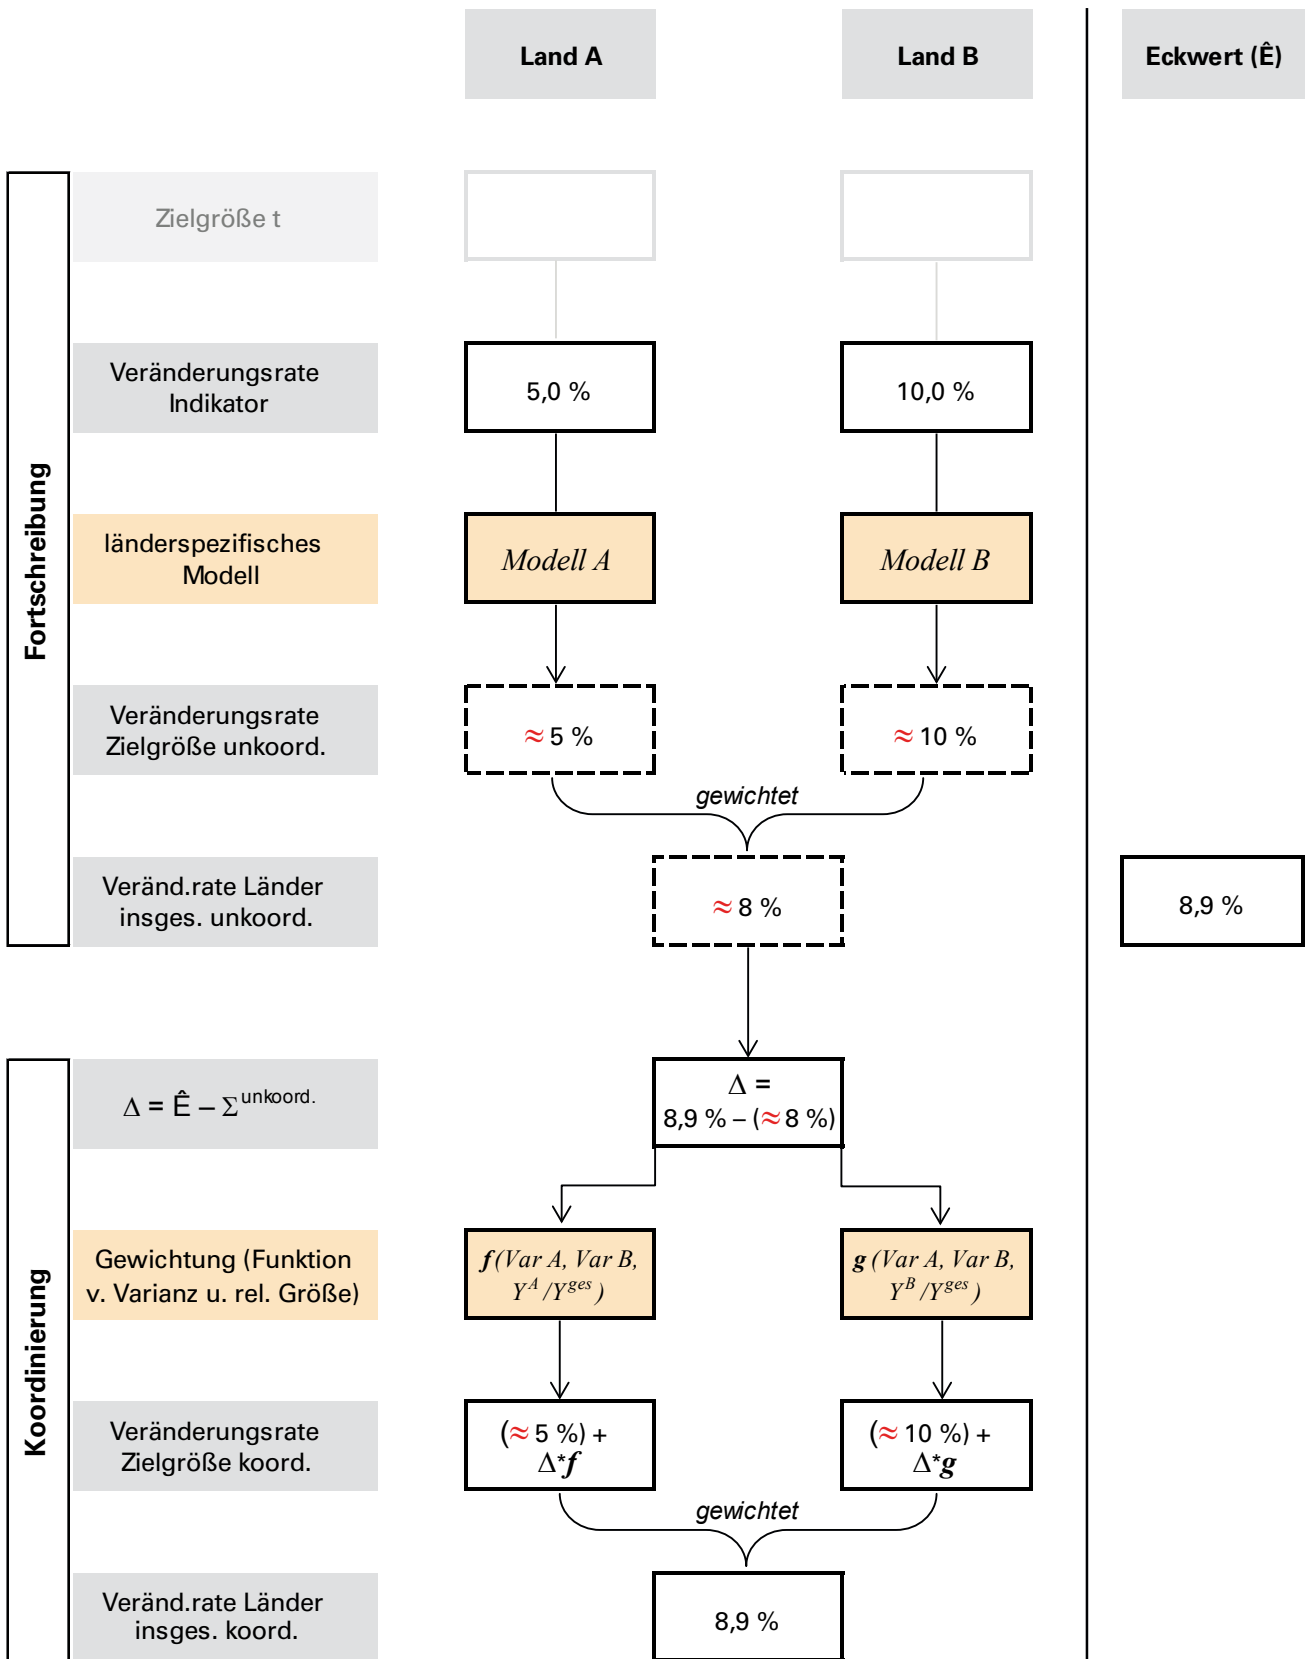 Land A
Land B
Eckwert (Ê)
Fortschreibung
Zielgröße t
Veränderungsrate
Indikator
5,0 %
10,0 %
länderspezifisches
Modell
Modell A
Modell B
Veränderungsrate
Zielgröße unkoord.
≈ 5 %
≈ 10 %
gewichtet
Veränd.rate Länder
insges. unkoord.
≈ 8 %
8,9 %
Koordinierung
Δ = Ê – Σ^unkoord.
Δ =
8,9 % – (≈ 8 %)
Gewichtung (Funktion
v. Varianz u. rel. Größe)
f(Var A, Var B,
Y^A /Y^ges )
g (Var A, Var B,
Y^B /Y^ges )
Veränderungsrate
Zielgröße koord.
(≈ 5 %) +
Δ*f
(≈ 10 %) +
Δ*g
gewichtet
Veränd.rate Länder
insges. koord.
8,9 %